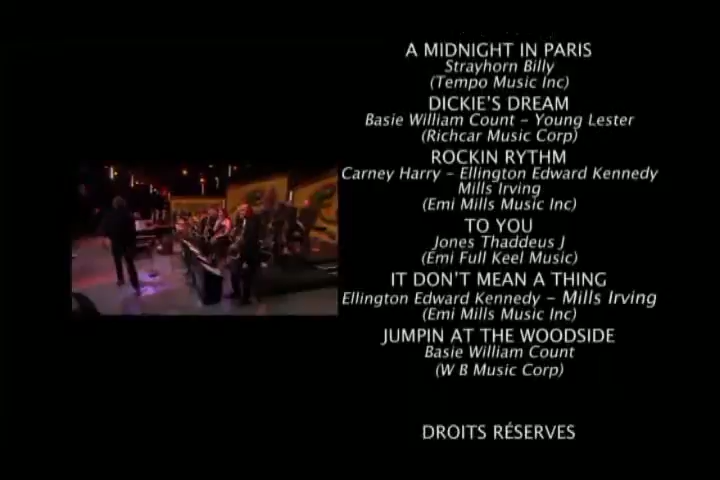 A MIDNIGHT IN PARIS
Strayhorn Billy
(Tempo Music Inc)
DICKIE'S DREAM
Basie William Count - Young Lester
(Richcar Music Corp)
ROCKIN RYTHM
Carney Harry - Ellington Edward Kennedy
Mills Irving
(Emi Mills Music Inc)
TO YOU
Jones Thaddeus J
(Emi Full Keel Music)
IT DON'T MEAN A THING
Ellington Edward Kennedy - Mills Irving
(Emi Mills Music Inc)
JUMPIN AT THE WOODSIDE
Basie William Count
(W B Music Corp)
DROITS RÉSERVES